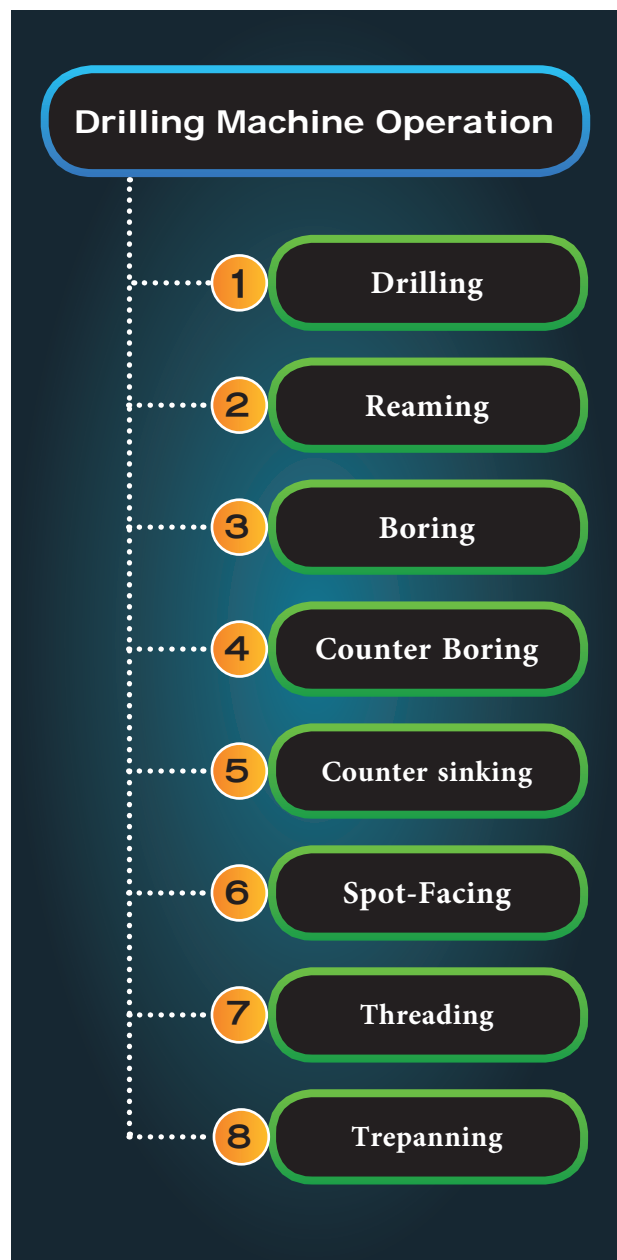 Drilling Machine Operation
1 Drilling
2 Reaming
3 Boring
4 Counter Boring
5 Counter sinking
6 Spot-Facing
7 Threading
8 Trepanning